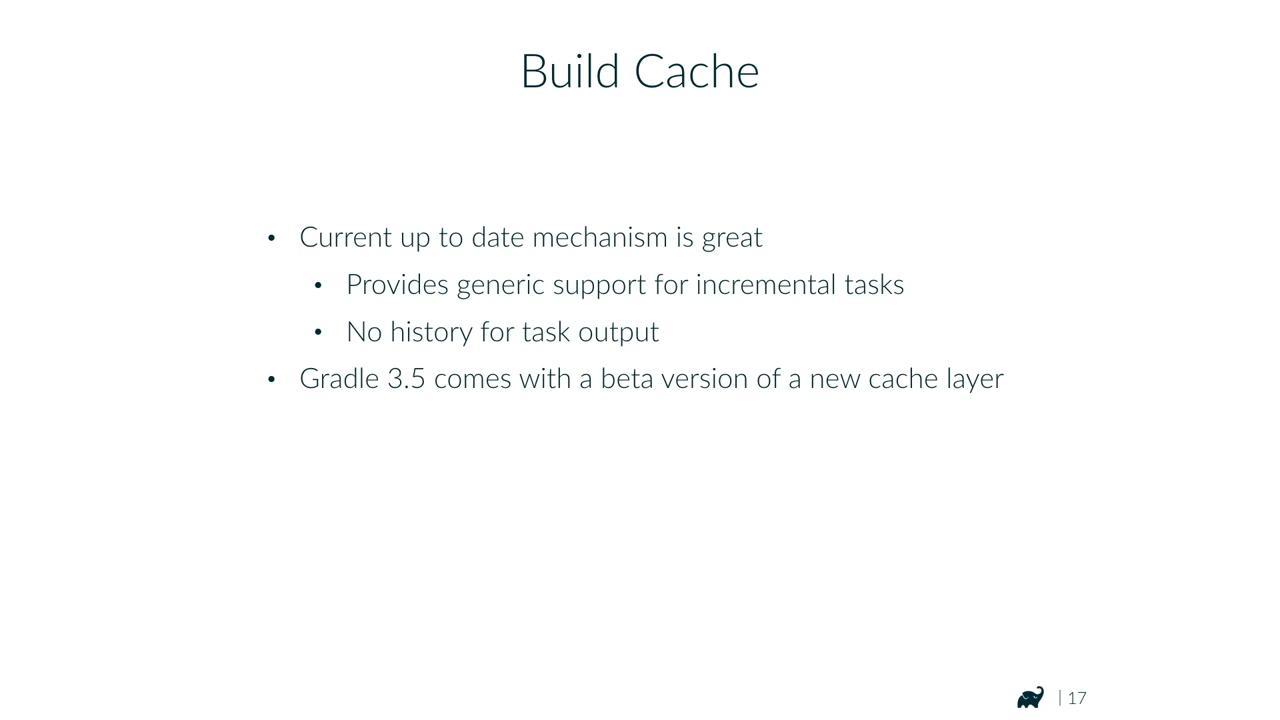 Build Cache
• Current up to date mechanism is great
• Provides generic support for incremental tasks
• No history for task output
• Gradle 3.5 comes with a beta version of a new cache layer
| 17